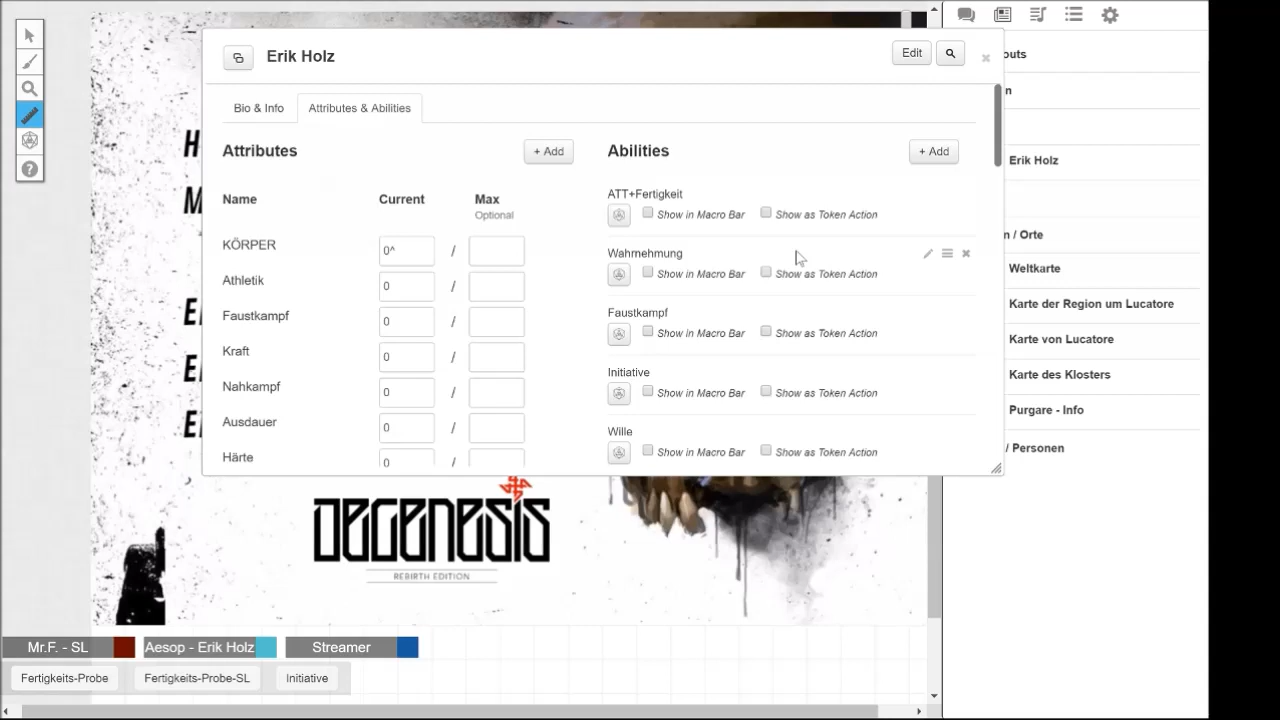 Erik Holz
Edit
Bio & Info
Attributes & Abilities
Attributes
+ Add
Name
Current
Max
Optional
KÖRPER
0^
/
Athletik
0
/
Faustkampf
0
/
Kraft
0
/
Nahkampf
0
/
Ausdauer
0
/
Härte
0
/
Abilities
+ Add
ATT+Fertigkeit
Show in Macro Bar
Show as Token Action
Wahrnehmung
Show in Macro Bar
Show as Token Action
Faustkampf
Show in Macro Bar
Show as Token Action
Initiative
Show in Macro Bar
Show as Token Action
Wille
Show in Macro Bar
Show as Token Action
outs
n
Erik Holz
n / Orte
Weltkarte
Karte der Region um Lucatore
Karte von Lucatore
Karte des Klosters
Purgare - Info
/ Personen
DEGENESIS
REBIRTH EDITION
Mr.F. - SL
Aesop - Erik Holz
Streamer
Fertigkeits-Probe
Fertigkeits-Probe-SL
Initiative